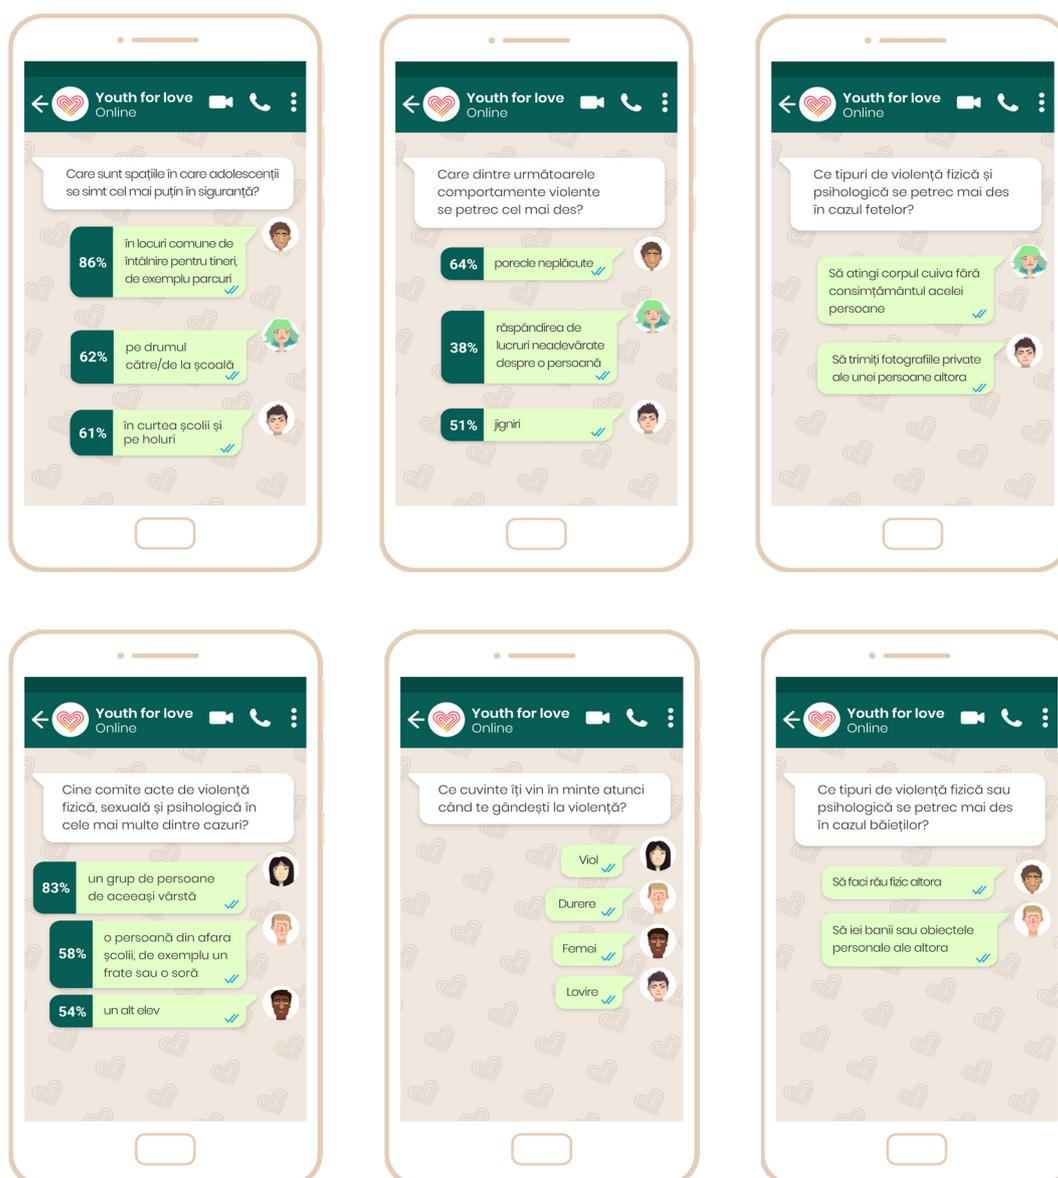 Youth for love
Online
Care sunt spațiile în care adolescenții
se simt cel mai puțin în siguranță?
86%
în locuri comune de
întâlnire pentru tineri,
de exemplu parcuri
62%
pe drumul
către/de la școală
61%
în curtea școlii și
pe holuri
Youth for love
Online
Care dintre următoarele
comportamente violente
se petrec cel mai des?
64%
porecle neplăcute
38%
răspândirea de
lucruri neadevărate
despre o persoană
51%
jigniri
Youth for love
Online
Ce tipuri de violență fizică și
psihologică se petrec mai des
în cazul fetelor?
Să atingi corpul cuiva fără
consimțământul acelei
persoane
Să trimiți fotografiile private
ale unei persoane altora
Youth for love
Online
Cine comite acte de violență
fizică, sexuală și psihologică în
cele mai multe dintre cazuri?
83%
un grup de persoane
de aceeași vârstă
58%
o persoană din afara
școlii, de exemplu un
frate sau o soră
54%
un alt elev
Youth for love
Online
Ce cuvinte îți vin în minte atunci
când te gândești la violență?
Viol
Durere
Femei
Lovire
Youth for love
Online
Ce tipuri de violență fizică sau
psihologică se petrec mai des
în cazul băieților?
Să faci rău fizic altora
Să iei banii sau obiectele
personale ale altora